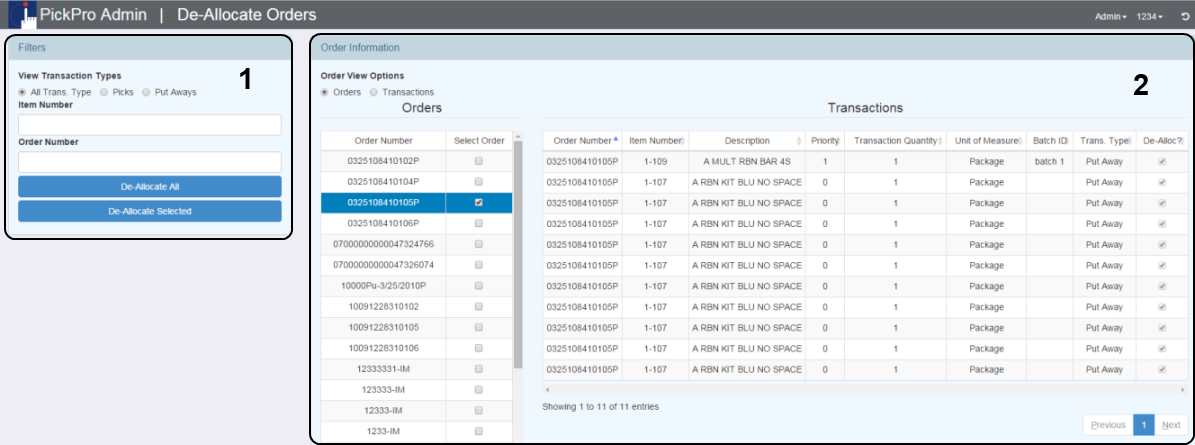 PickPro Admin | De-Allocate Orders
Admin 1234
Filters
1
View Transaction Types
All Trans. Type Picks Put Aways
Item Number
Order Number
De-Allocate All
De-Allocate Selected
Order Information
2
Order View Options
Orders Transactions
Orders
Order Number Select Order
0325108410102P
0325108410104P
0325108410105P
0325108410106P
07000000000047324766
07000000000047326074
10000Pu-3/25/2010P
10091228310102
10091228310105
10091228310106
12333331-IM
123333-IM
12333-IM
1233-IM
Transactions
Order Number Item Number Description Priority Transaction Quantity Unit of Measure Batch ID Trans. Type De-Alloc?
0325108410105P 1-109 A MULT RBN BAR 4S 1 1 Package batch 1 Put Away
0325108410105P 1-107 A RBN KIT BLU NO SPACE 0 1 Package Put Away
0325108410105P 1-107 A RBN KIT BLU NO SPACE 0 1 Package Put Away
0325108410105P 1-107 A RBN KIT BLU NO SPACE 0 1 Package Put Away
0325108410105P 1-107 A RBN KIT BLU NO SPACE 0 1 Package Put Away
0325108410105P 1-107 A RBN KIT BLU NO SPACE 0 1 Package Put Away
0325108410105P 1-107 A RBN KIT BLU NO SPACE 0 1 Package Put Away
0325108410105P 1-107 A RBN KIT BLU NO SPACE 0 1 Package Put Away
0325108410105P 1-107 A RBN KIT BLU NO SPACE 0 1 Package Put Away
0325108410105P 1-107 A RBN KIT BLU NO SPACE 0 1 Package Put Away
0325108410105P 1-107 A RBN KIT BLU NO SPACE 0 1 Package Put Away
Showing 1 to 11 of 11 entries
Previous 1 Next